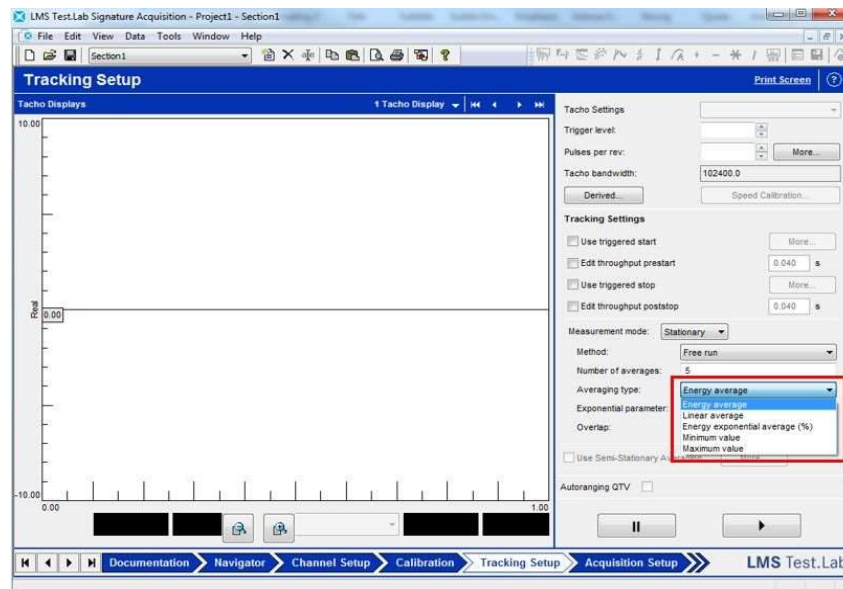 LMS Test.Lab Signature Acquisition - Project1 - Section1
File Edit View Data Tools Window Help
Section1
Tracking Setup
Print Screen
Tacho Displays
1 Tacho Display
10.00
Real
0.00
-10.00
0.00
1.00
Tacho Settings
Trigger level:
Pulses per rev:
More...
Tacho bandwidth:
102400.0
Derived...
Speed Calibration...
Tracking Settings
Use triggered start
More...
Edit throughput prestart
0.040 s
Use triggered stop
More...
Edit throughput poststop
0.040 s
Measurement mode: Stationary
Method: Free run
Number of averages: 5
Averaging type: Energy average
Energy average
Linear average
Energy exponential average (%)
Minimum value
Maximum value
Exponential parameter:
Overlap:
Use Semi-Stationary
More...
Autoranging QTV
Documentation
Navigator
Channel Setup
Calibration
Tracking Setup
Acquisition Setup
LMS Test.Lab